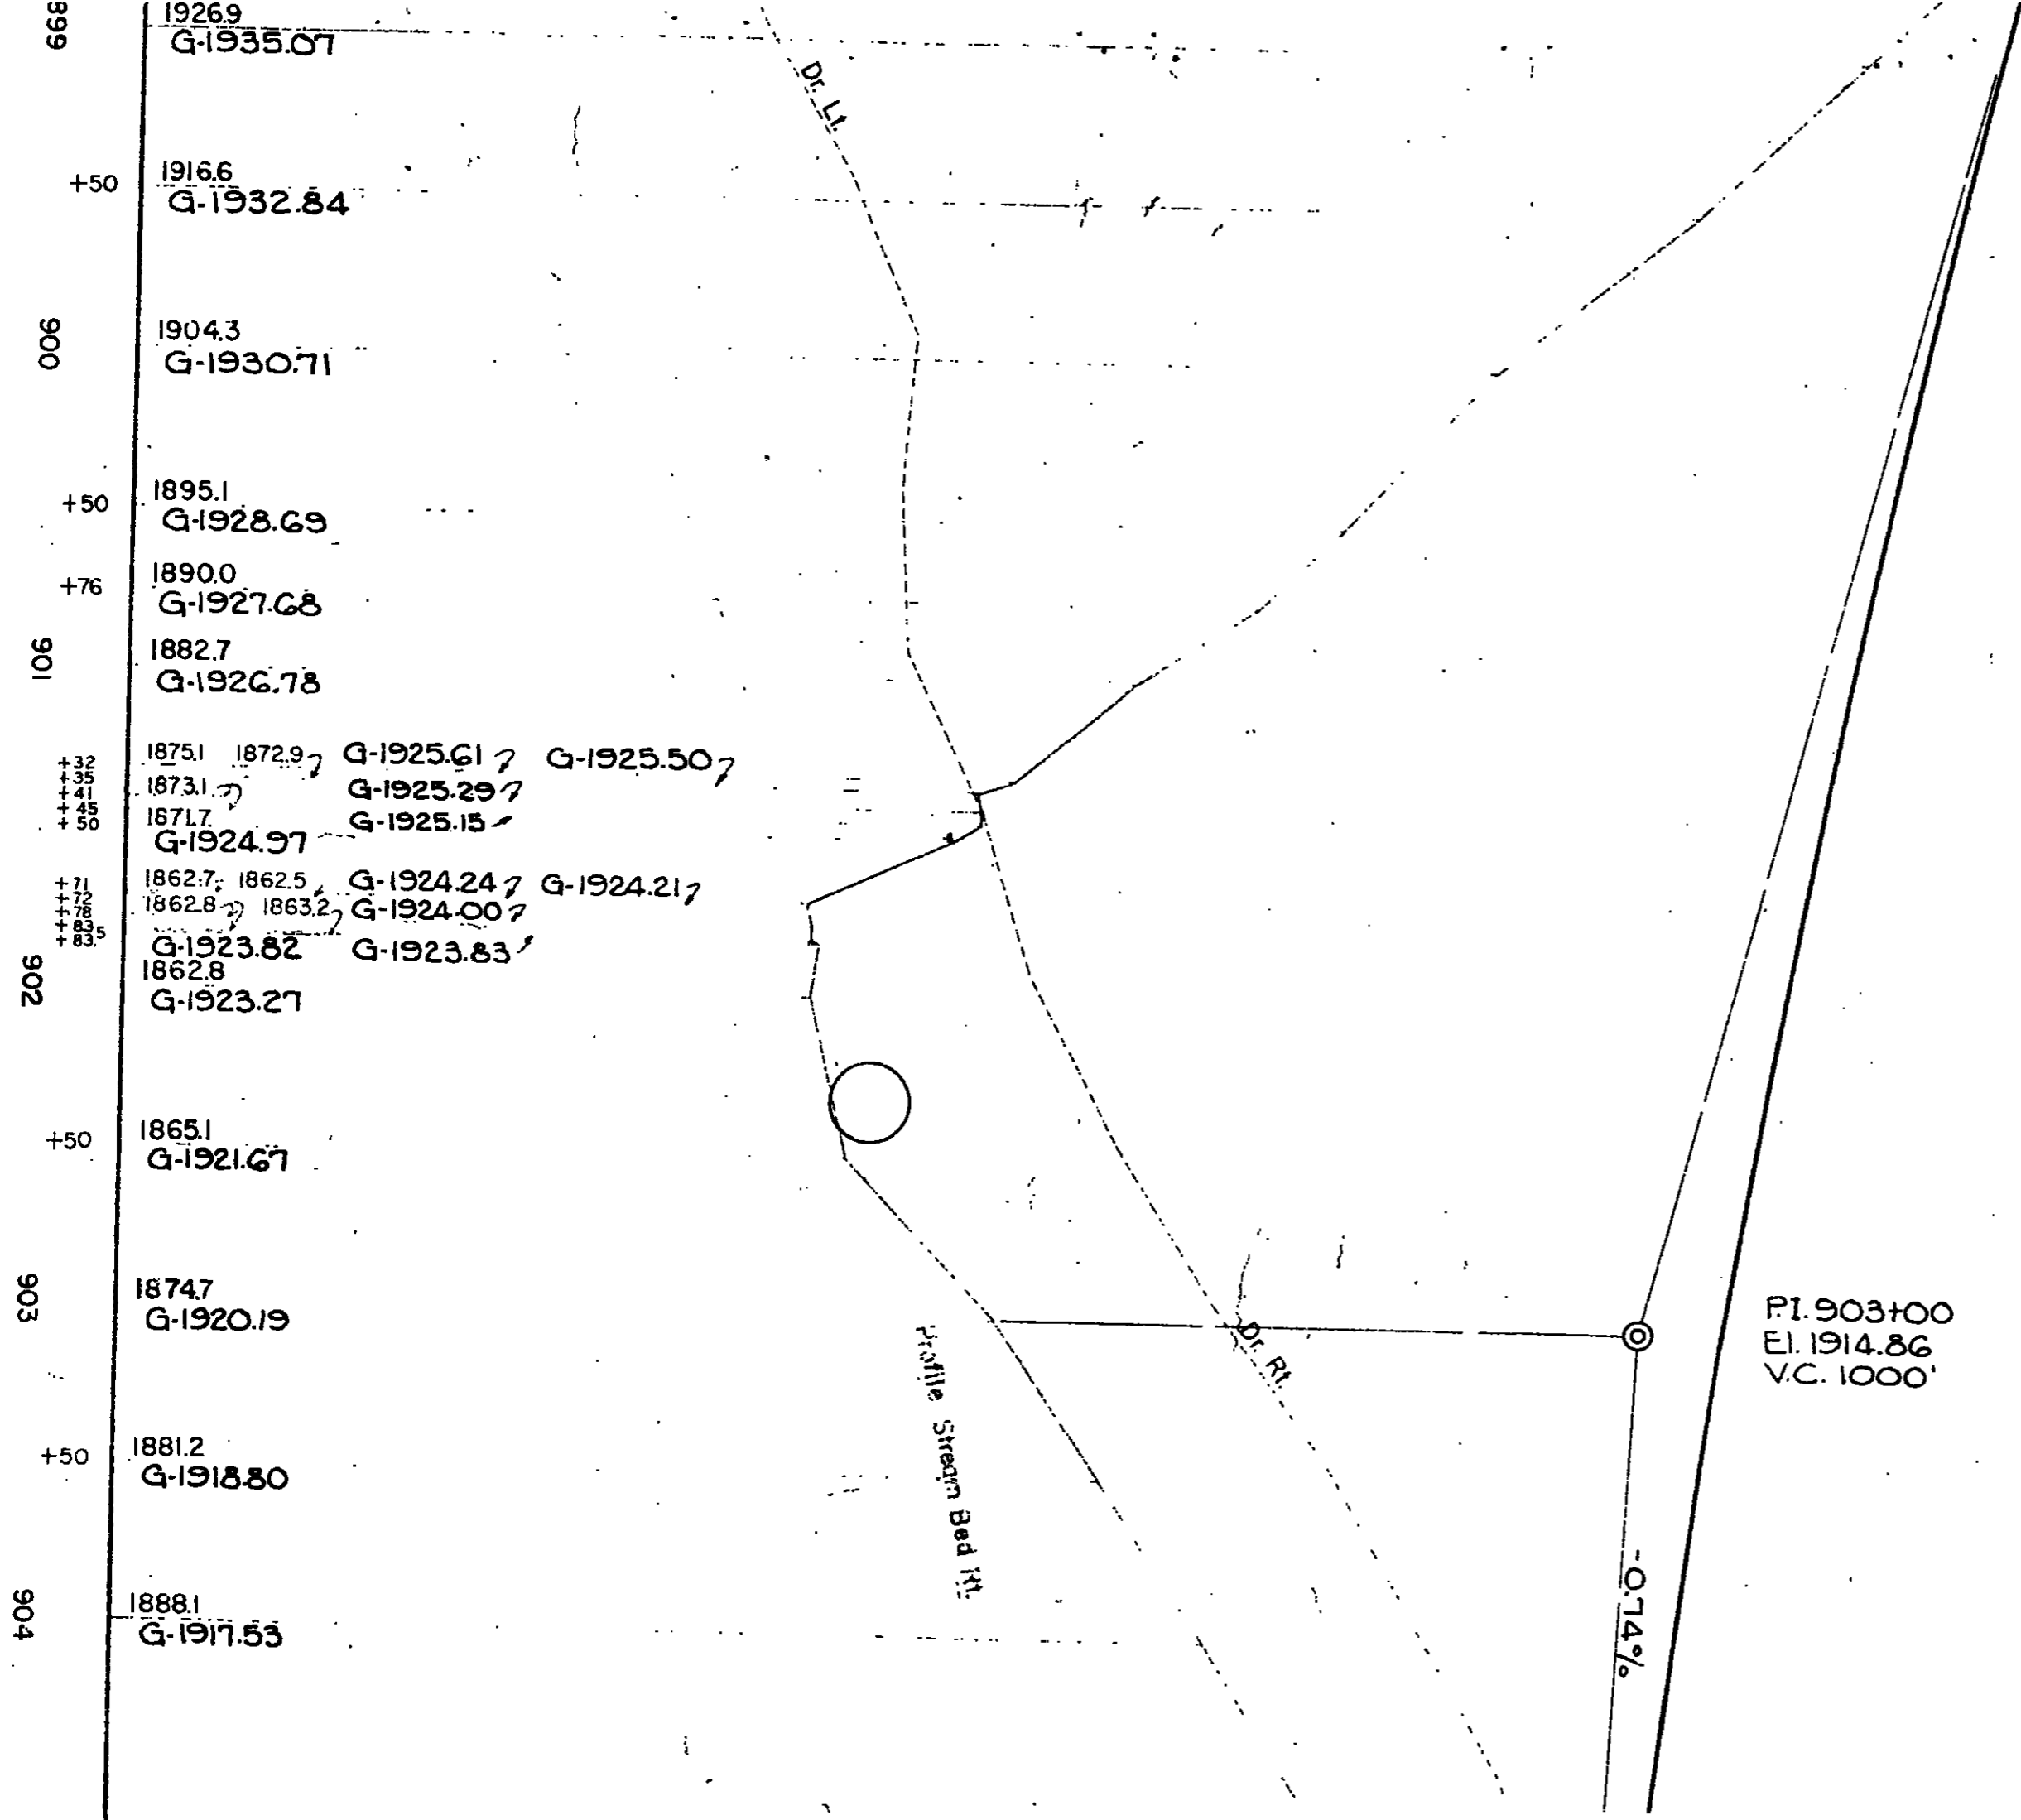 899
1926.9
G-1935.07
Dr. Lt.
+50
1916.6
G-1932.84
900
1904.3
G-1930.71
+50
1895.1
G-1928.69
+76
1890.0
G-1927.68
901
1882.7
G-1926.78
+32
1875.1 1872.9 G-1925.61 G-1925.50
+35
+41
1873.1 G-1925.29
+45
+50
1871.7 G-1925.15
G-1924.97
+71
1862.7 1862.5 G-1924.24 G-1924.21
+72
+78
1862.8 1863.2 G-1924.00
+83
+83.5
G-1923.82 G-1923.83
902
1862.8
G-1923.27
+50
1865.1
G-1921.67
903
1874.7
G-1920.19
P.I. 903+00
El. 1914.86
V.C. 1000'
Dr. Rt.
Profile Stream Bed Rt.
+50
1881.2
G-1918.80
904
1888.1
G-1917.53
-0.74%